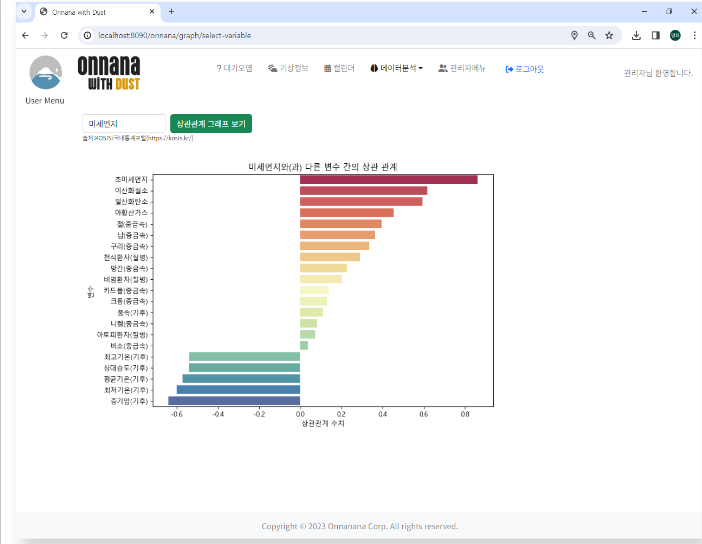 Onnana with Dust
localhost:8090/onnana/graph/select-variable
onnana
WITH DUST
User Menu
? 대기오염
기상정보
캘린더
데이터분석
관리자메뉴
로그아웃
관리자님 환영합니다.
미세먼지
상관관계 그래프 보기
출처:KOSIS(국내통계포털(https://kosis.kr/)
미세먼지와(과) 다른 변수 간의 상관 관계
초미세먼지
이산화질소
일산화탄소
아황산가스
철(중금속)
납(중금속)
구리(중금속)
천식환자(질병)
망간(중금속)
비염환자(질병)
카드뮴(중금속)
크롬(중금속)
풍속(기후)
니켈(중금속)
아토피환자(질병)
비소(중금속)
최고기온(기후)
상대습도(기후)
평균기온(기후)
최저기온(기후)
증기압(기후)
변수
-0.6 -0.4 -0.2 0.0 0.2 0.4 0.6 0.8
상관관계 수치
Copyright © 2023 Onnanana Corp. All rights reserved.